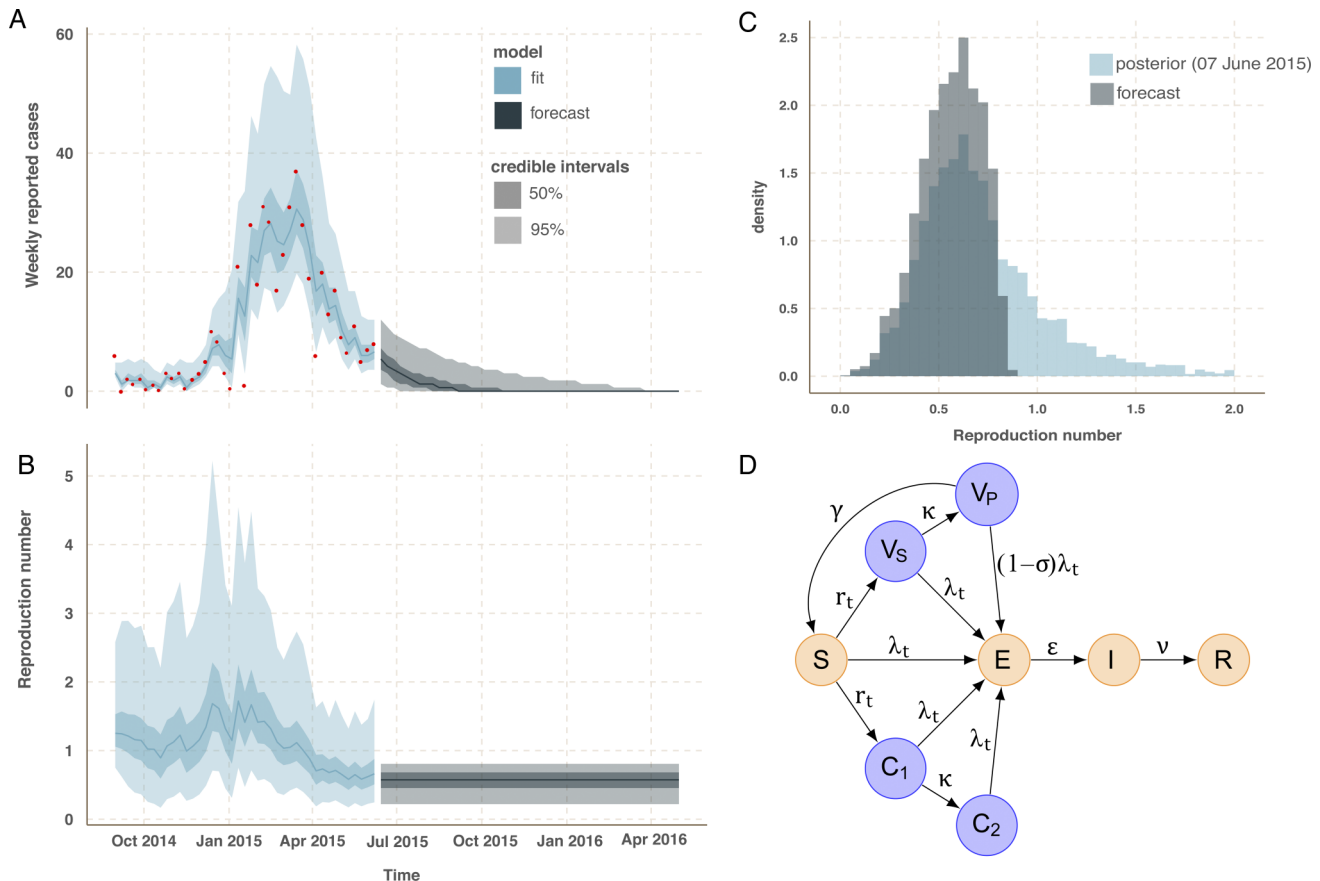 A
60
40
20
0
Weekly reported cases
model
fit
forecast
credible intervals
50%
95%
B
5
4
3
2
1
0
Reproduction number
Oct 2014
Jan 2015
Apr 2015
Jul 2015
Oct 2015
Jan 2016
Apr 2016
Time
C
2.5
2.0
1.5
1.0
0.5
0.0
density
posterior (07 June 2015)
forecast
0.0
0.5
1.0
1.5
2.0
Reproduction number
D
V_P
γ
κ
V_S
(1−σ)λ_t
r_t
λ_t
S
λ_t
E
ε
I
ν
R
r_t
λ_t
λ_t
C_1
κ
C_2